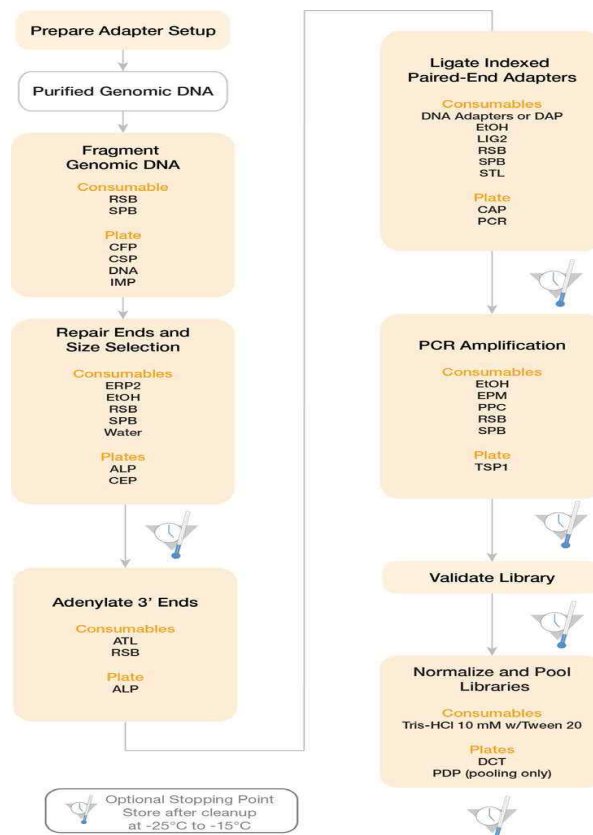 Prepare Adapter Setup
Purified Genomic DNA
Fragment
Genomic DNA
Consumable
RSB
SPB
Plate
CFP
CSP
DNA
IMP
Repair Ends and
Size Selection
Consumables
ERP2
EtOH
RSB
SPB
Water
Plates
ALP
CEP
Adenylate 3' Ends
Consumables
ATL
RSB
Plate
ALP
Ligate Indexed
Paired-End Adapters
Consumables
DNA Adapters or DAP
EtOH
LIG2
RSB
SPB
STL
Plate
CAP
PCR
PCR Amplification
Consumables
EtOH
EPM
PPC
RSB
SPB
Plate
TSP1
Validate Library
Normalize and Pool
Libraries
Consumables
Tris-HCl 10 mM w/Tween 20
Plates
DCT
PDP (pooling only)
Optional Stopping Point
Store after cleanup
at -25°C to -15°C